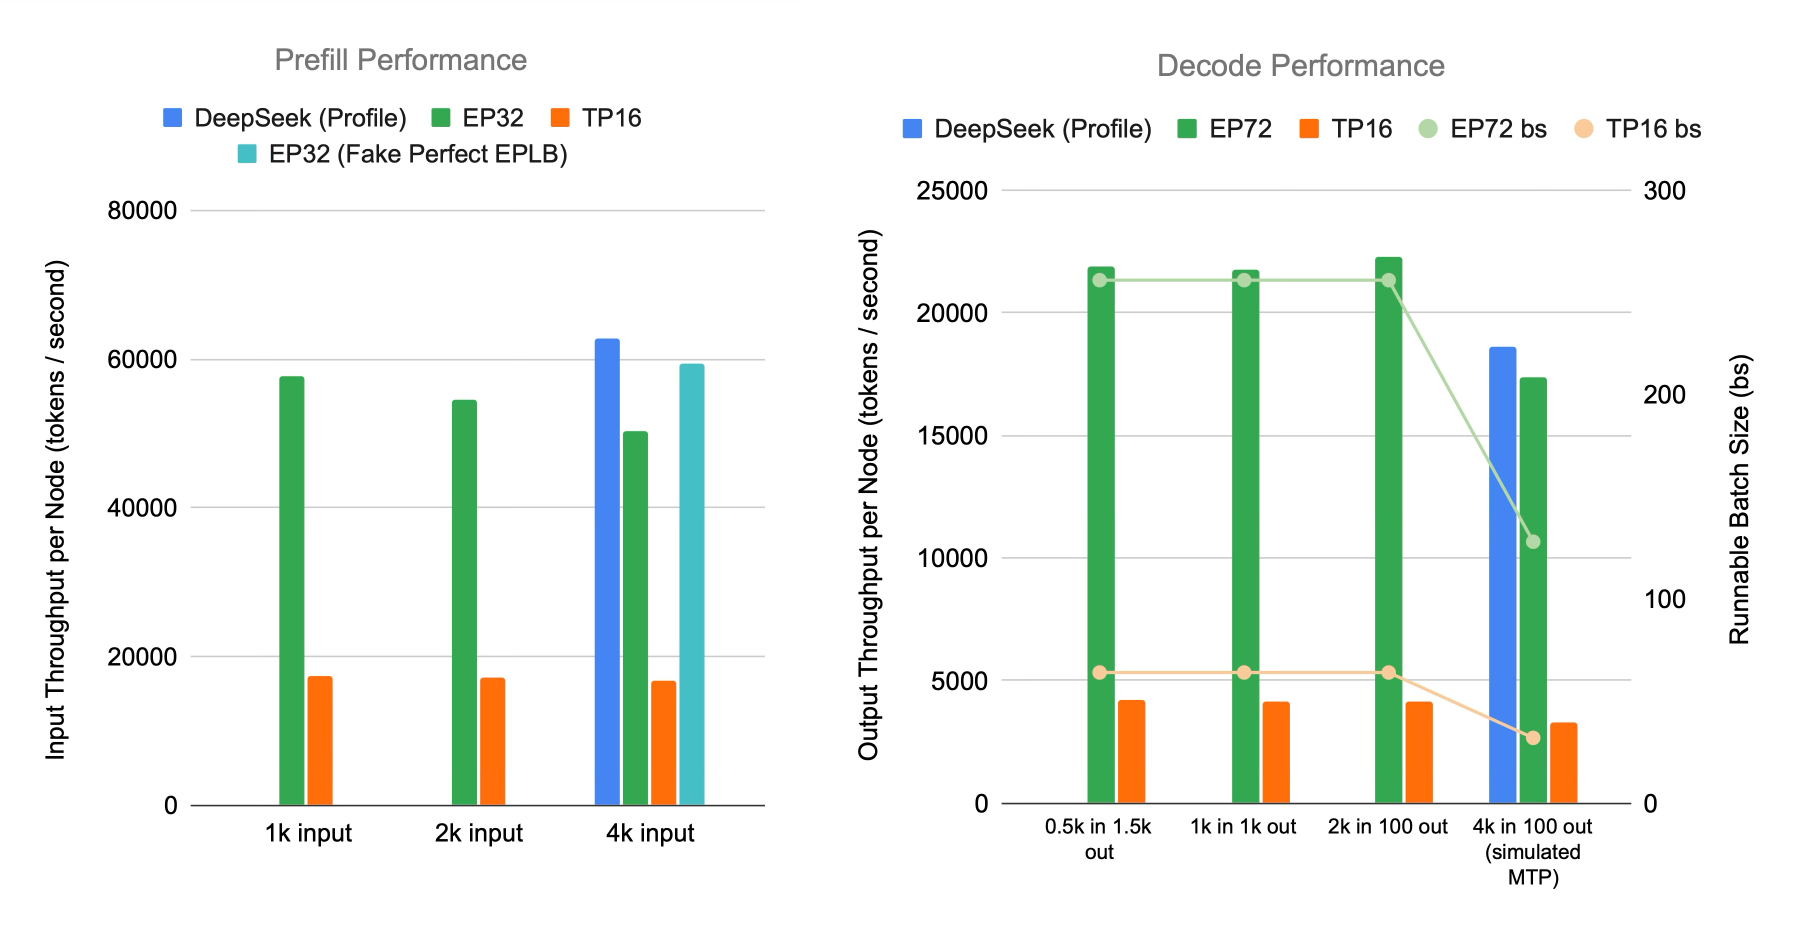 Prefill Performance
DeepSeek (Profile) EP32 TP16
EP32 (Fake Perfect EPLB)
Input Throughput per Node (tokens / second)
80000
60000
40000
20000
0
1k input 2k input 4k input
Decode Performance
DeepSeek (Profile) EP72 TP16 EP72 bs TP16 bs
Output Throughput per Node (tokens / second)
25000
20000
15000
10000
5000
0
300
200
100
0
Runnable Batch Size (bs)
0.5k in 1.5k
out
1k in 1k out
2k in 100 out
4k in 100 out
(simulated
MTP)